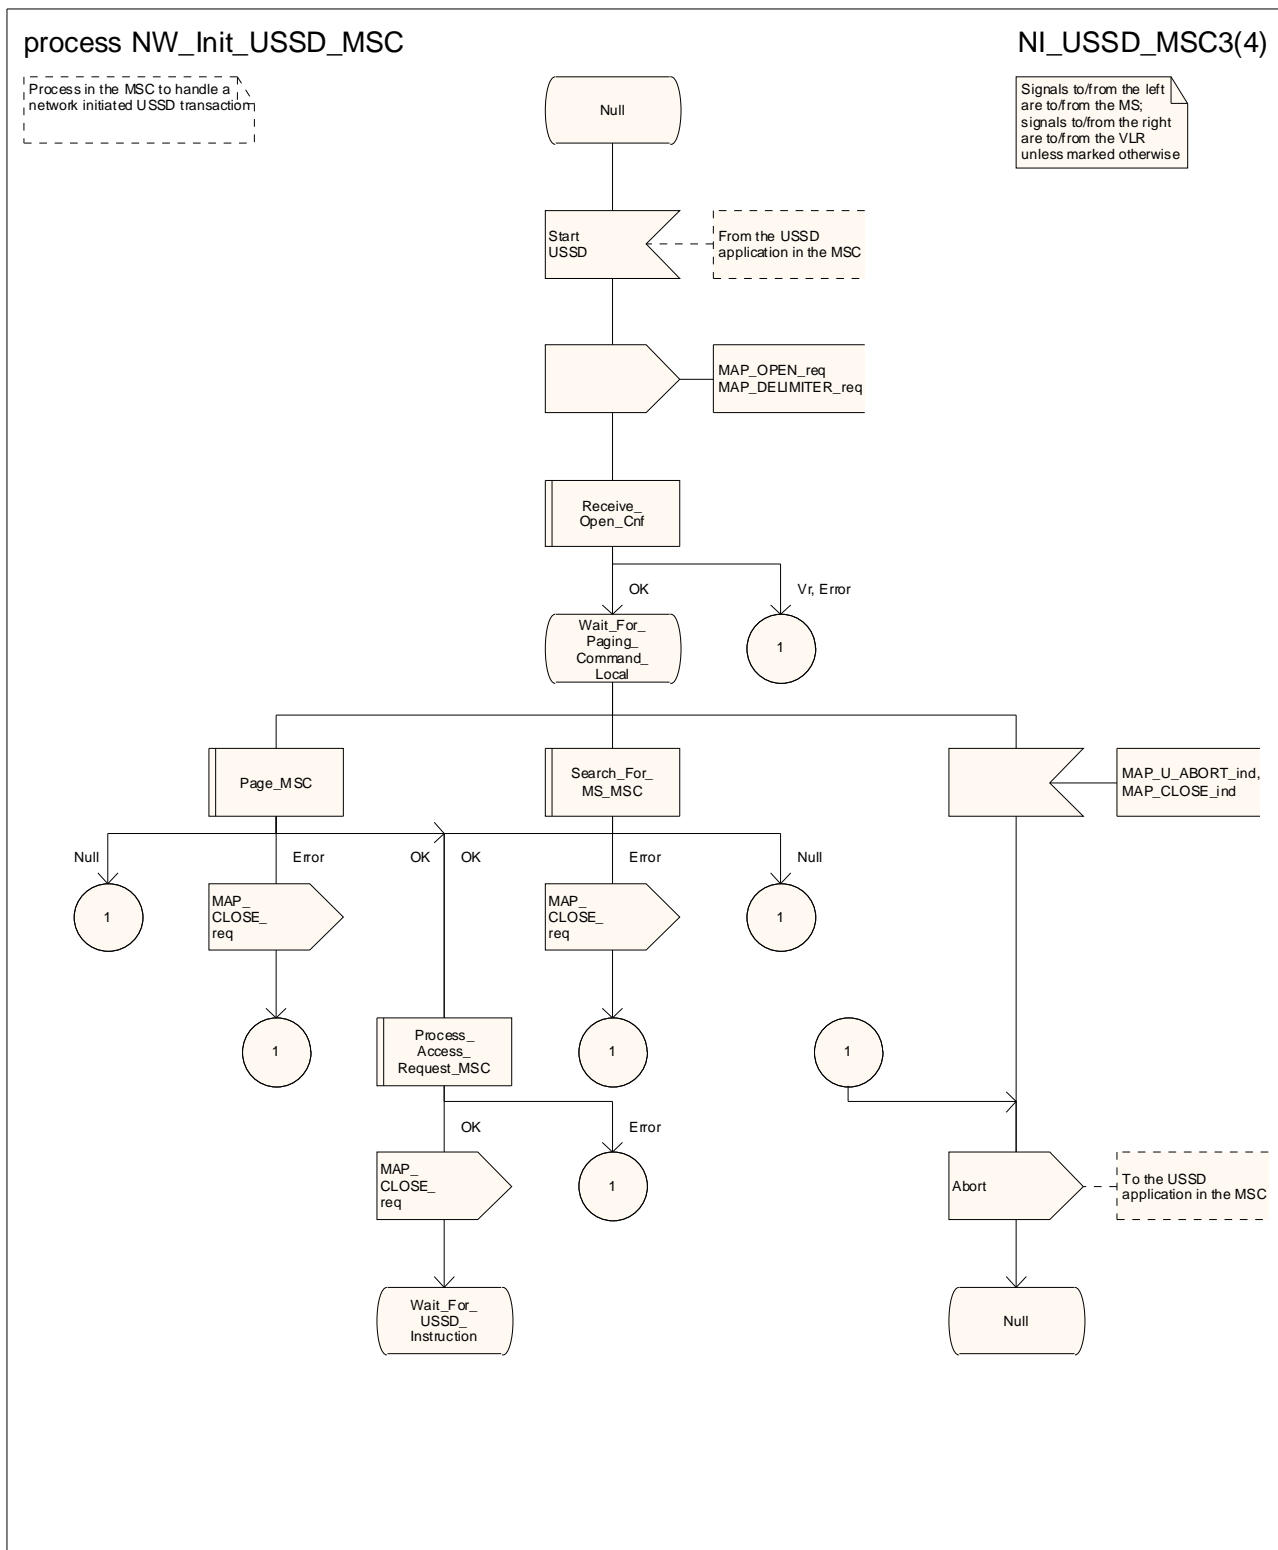 process NW_Init_USSD_MSC
NI_USSD_MSC3(4)
Process in the MSC to handle a
network initiated USSD transaction
Signals to/from the left
are to/from the MS;
signals to/from the right
are to/from the VLR
unless marked otherwise
Null
Start
USSD
From the USSD
application in the MSC
MAP_OPEN_req
MAP_DELIMITER_req
Receive_
Open_Cnf
OK
Vr, Error
Wait_For_
Paging_
Command_
Local
1
Page_MSC
Search_For_
MS_MSC
MAP_U_ABORT_ind,
MAP_CLOSE_ind
Null
Error
OK
OK
Error
Null
1
MAP_
CLOSE_
req
MAP_
CLOSE_
req
1
1
Process_
Access_
Request_MSC
1
1
OK
Error
MAP_
CLOSE_
req
1
Abort
To the USSD
application in the MSC
Wait_For_
USSD_
Instruction
Null